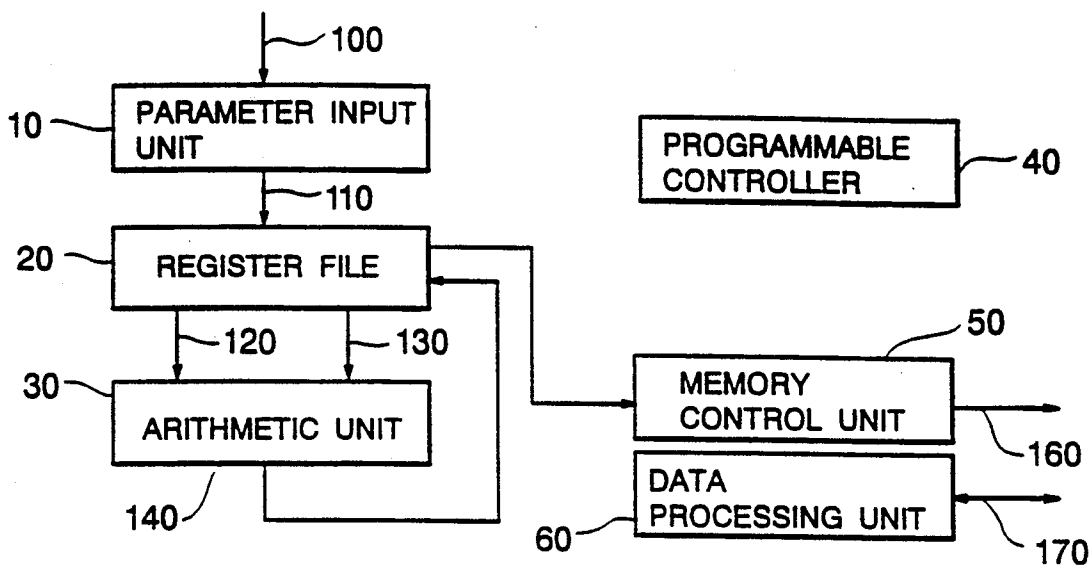 100
10
PARAMETER INPUT
UNIT
110
PROGRAMMABLE
CONTROLLER
40
20
REGISTER FILE
120
130
30
ARITHMETIC UNIT
140
50
MEMORY
CONTROL UNIT
160
DATA
PROCESSING UNIT
60
170